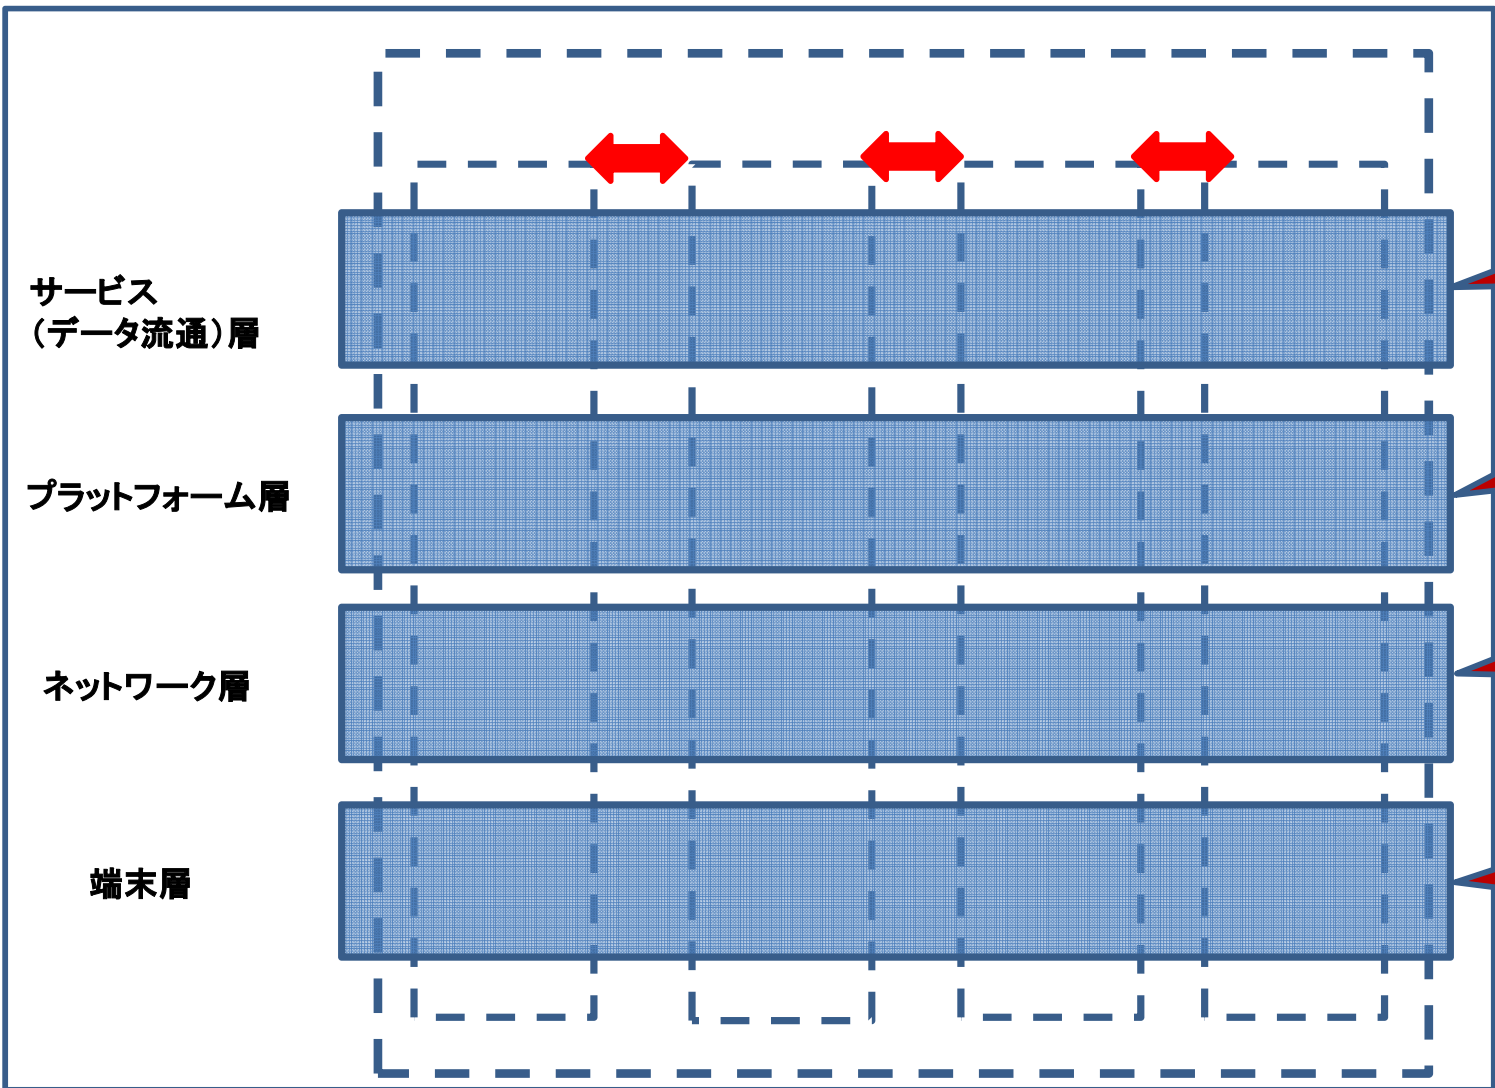 サービス
（データ流通）層
プラットフォーム層
ネットワーク層
端末層